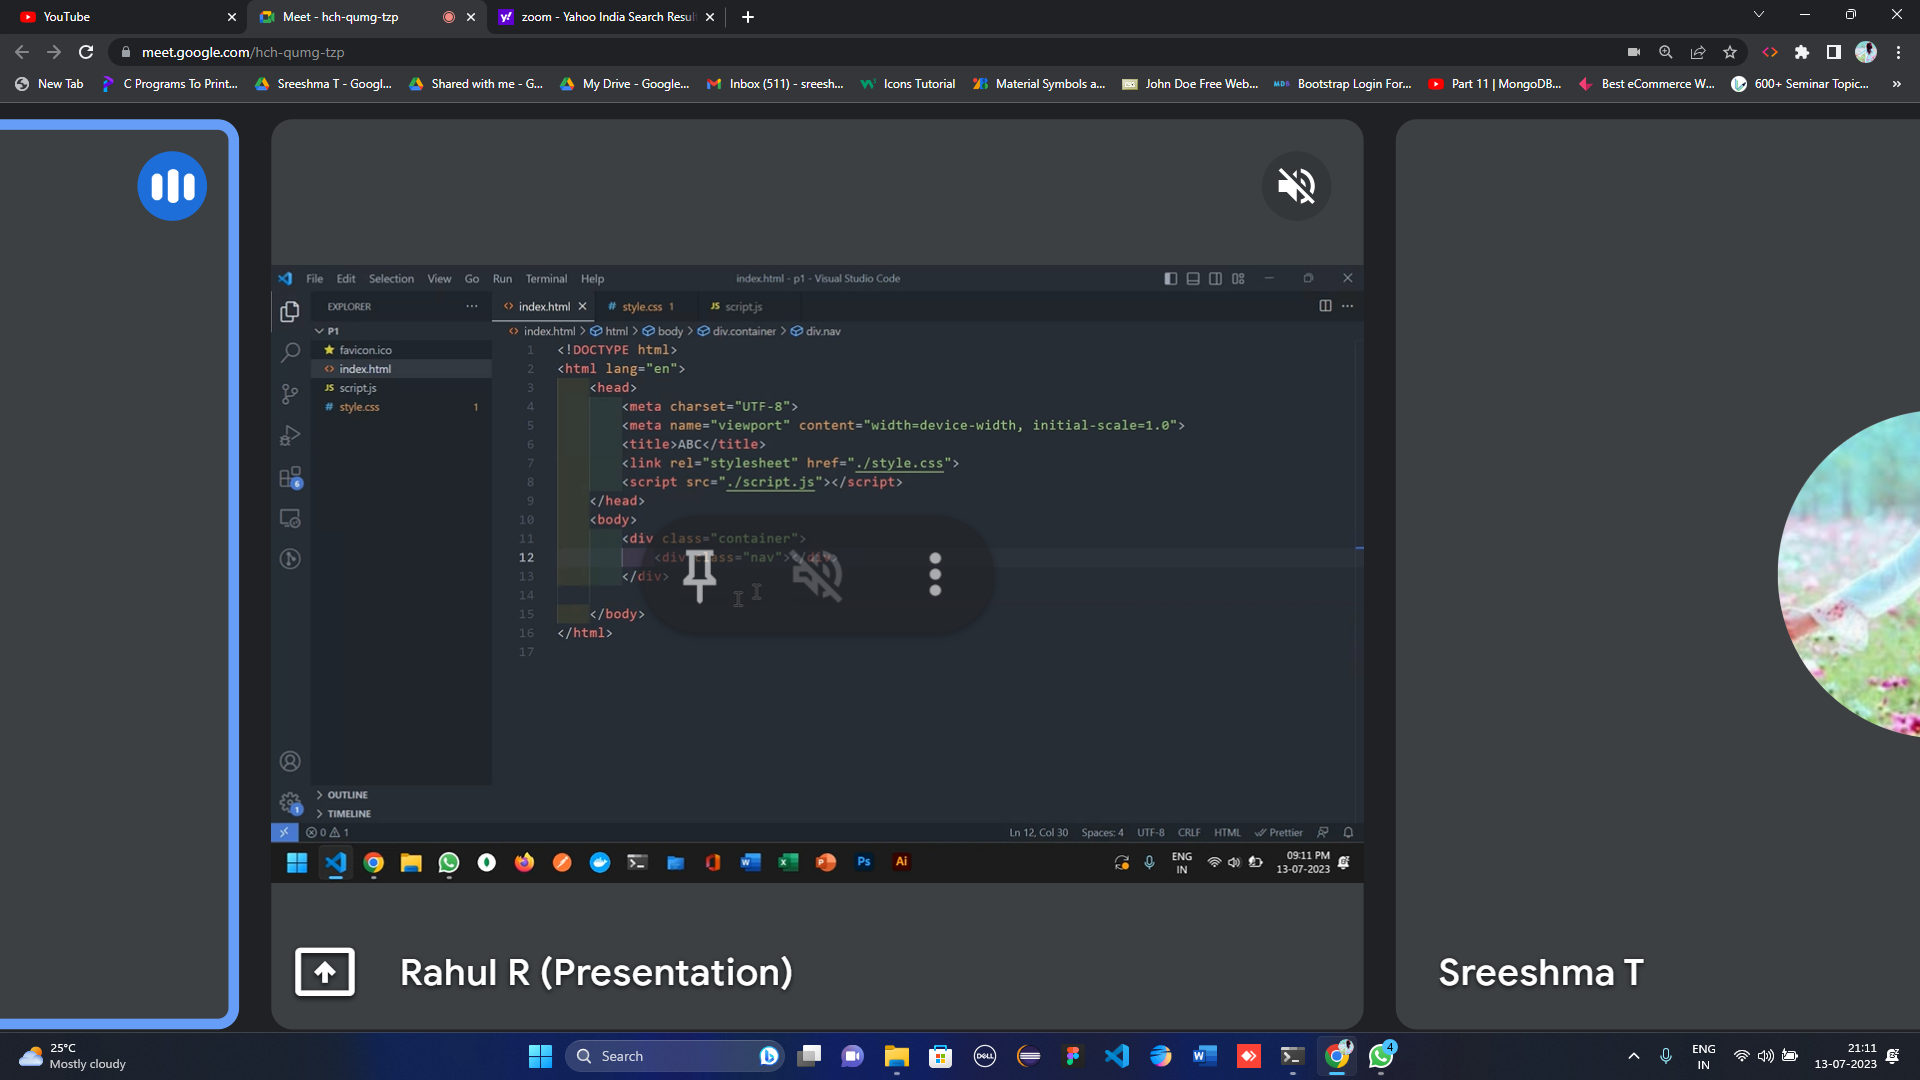 YouTube
Meet - hch-qumg-tzp
zoom - Yahoo India Search Resul
meet.google.com/hch-qumg-tzp
New Tab
C Programs To Print...
Sreeshma T - Googl...
Shared with me - G...
My Drive - Google...
Inbox (511) - sreesh...
Icons Tutorial
Material Symbols a...
John Doe Free Web...
Bootstrap Login For...
Part 11 | MongoDB...
Best eCommerce W...
600+ Seminar Topic...
File Edit Selection View Go Run Terminal Help
index.html - p1 - Visual Studio Code
EXPLORER
index.html
style.css 1
script.js
P1
index.html > html > body > div.container > div.nav
favicon.ico
index.html
script.js
style.css 1
1 <!DOCTYPE html>
2 <html lang="en">
3 <head>
4 <meta charset="UTF-8">
5 <meta name="viewport" content="width=device-width, initial-scale=1.0">
6 <title>ABC</title>
7 <link rel="stylesheet" href="./style.css">
8 <script src="./script.js"></script>
9 </head>
10 <body>
11 <div class="container">
12 <div class="nav"></div>
13 </div>
14
15 </body>
16 </html>
17
6
1
OUTLINE
TIMELINE
0 1
Ln 12, Col 30 Spaces: 4 UTF-8 CRLF HTML Prettier
Ps
Ai
ENG
IN
09:11 PM
13-07-2023
Rahul R (Presentation)
Sreeshma T
25°C
Mostly cloudy
Search
DELL
4
ENG
IN
21:11
13-07-2023